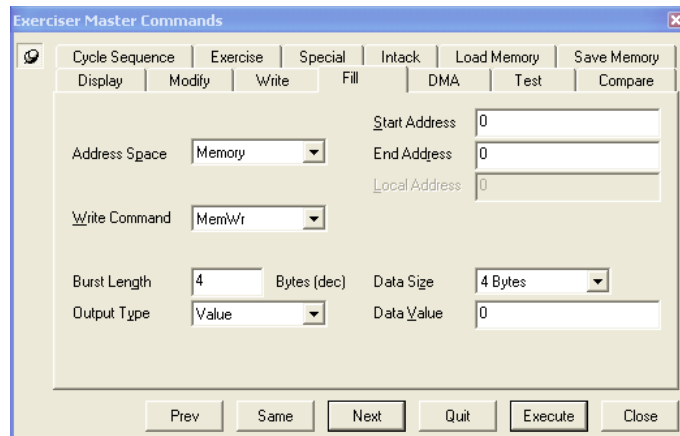 Exerciser Master Commands
Cycle Sequence Exercise Special Intack Load Memory Save Memory
Display Modify Write Fill DMA Test Compare
Start Address 0
Address Space Memory End Address 0
Local Address 0
Write Command MemWr
Burst Length 4 Bytes (dec) Data Size 4 Bytes
Output Type Value Data Value 0
Prev Same Next Quit Execute Close